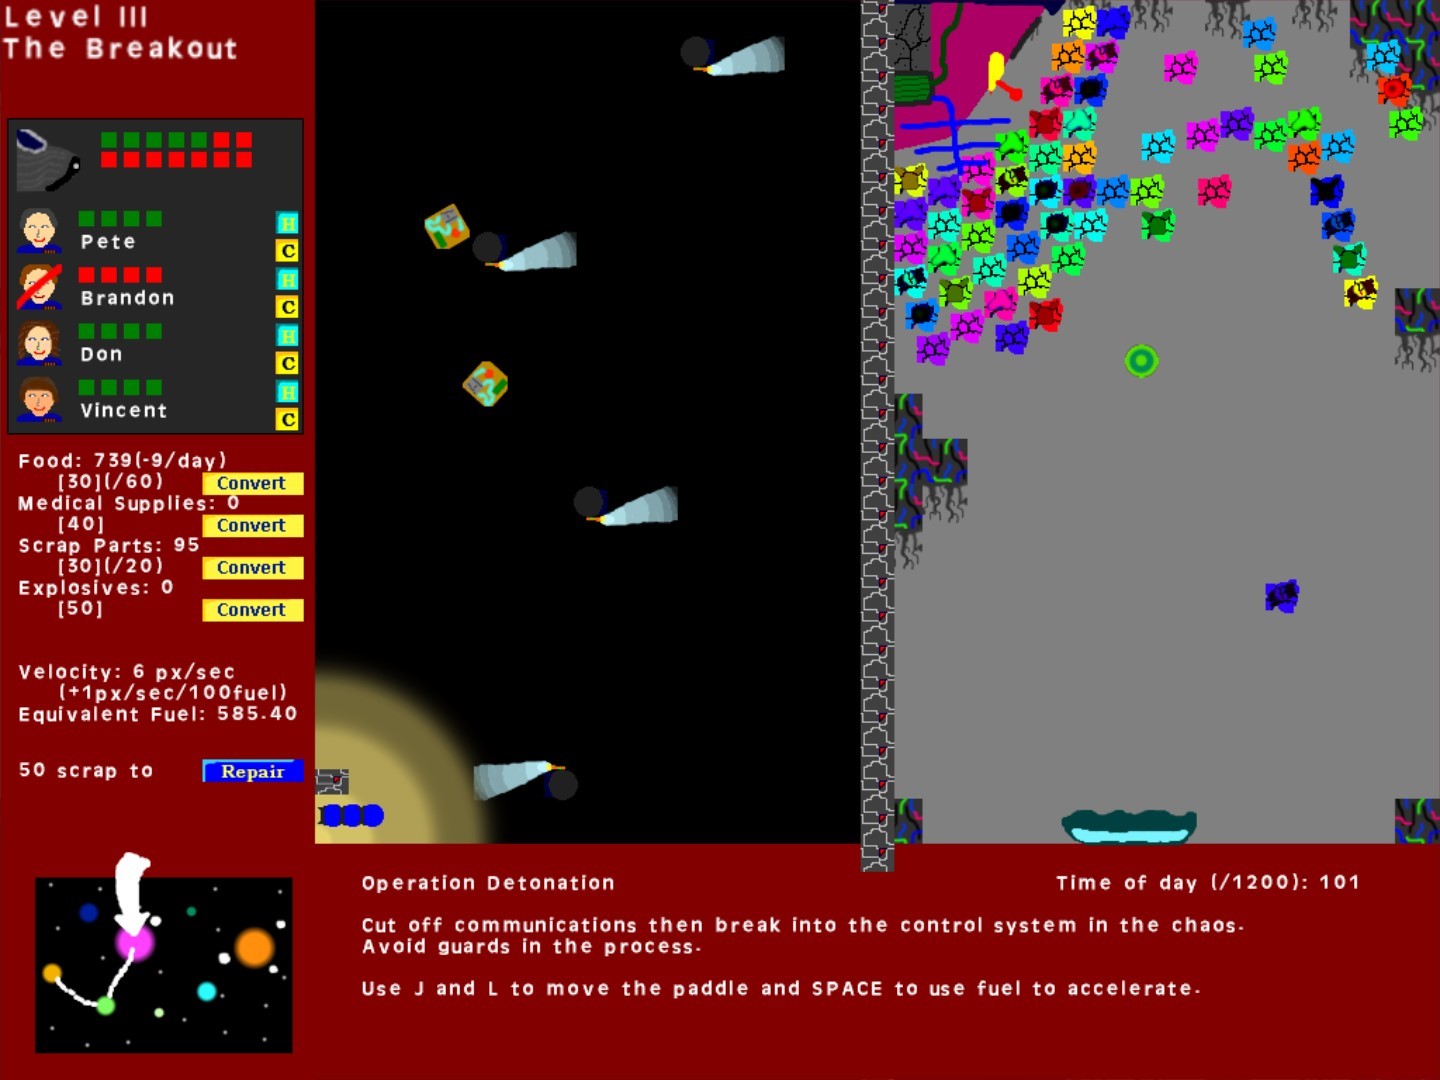 Level III
The Breakout
H
Pete
C
H
Brandon
C
H
Don
C
H
Vincent
C
Food: 739(-9/day)
[30](/60) Convert
Medical Supplies: 0
[40] Convert
Scrap Parts: 95
[30](/20) Convert
Explosives: 0
[50] Convert
Velocity: 6 px/sec
(+1px/sec/100fuel)
Equivalent Fuel: 585.40
50 scrap to Repair
Operation Detonation
Time of day (/1200): 101
Cut off communications then break into the control system in the chaos.
Avoid guards in the process.
Use J and L to move the paddle and SPACE to use fuel to accelerate.